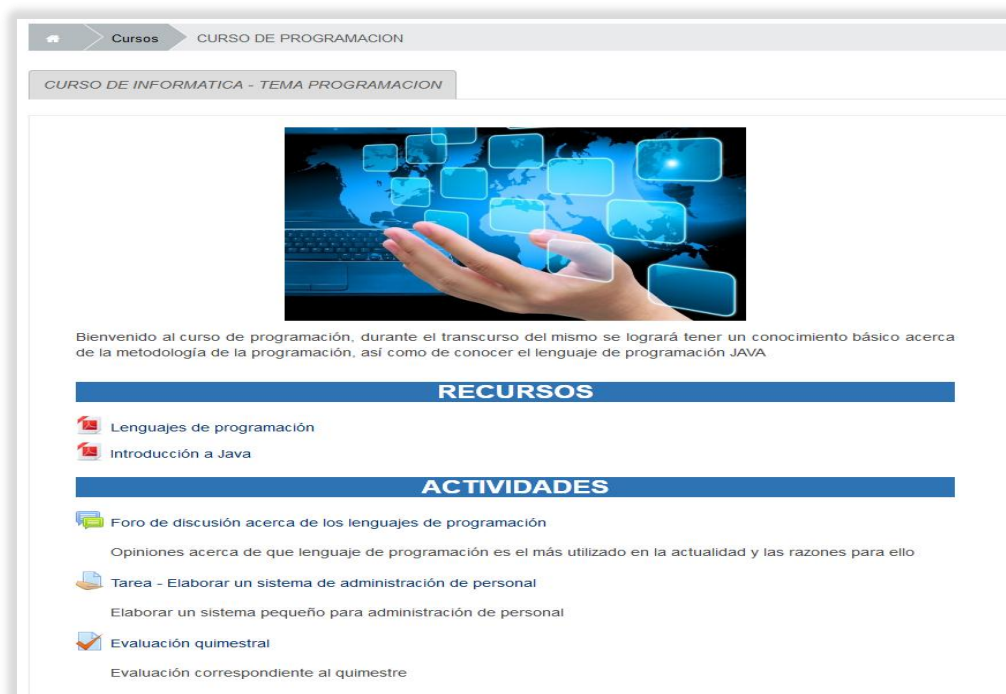 Cursos CURSO DE PROGRAMACION
CURSO DE INFORMATICA - TEMA PROGRAMACION
Bienvenido al curso de programación, durante el transcurso del mismo se logrará tener un conocimiento básico acerca
de la metodología de la programación, así como de conocer el lenguaje de programación JAVA
RECURSOS
Lenguajes de programación
Introducción a Java
ACTIVIDADES
Foro de discusión acerca de los lenguajes de programación
Opiniones acerca de que lenguaje de programación es el más utilizado en la actualidad y las razones para ello
Tarea - Elaborar un sistema de administración de personal
Elaborar un sistema pequeño para administración de personal
Evaluación quimestral
Evaluación correspondiente al quimestre